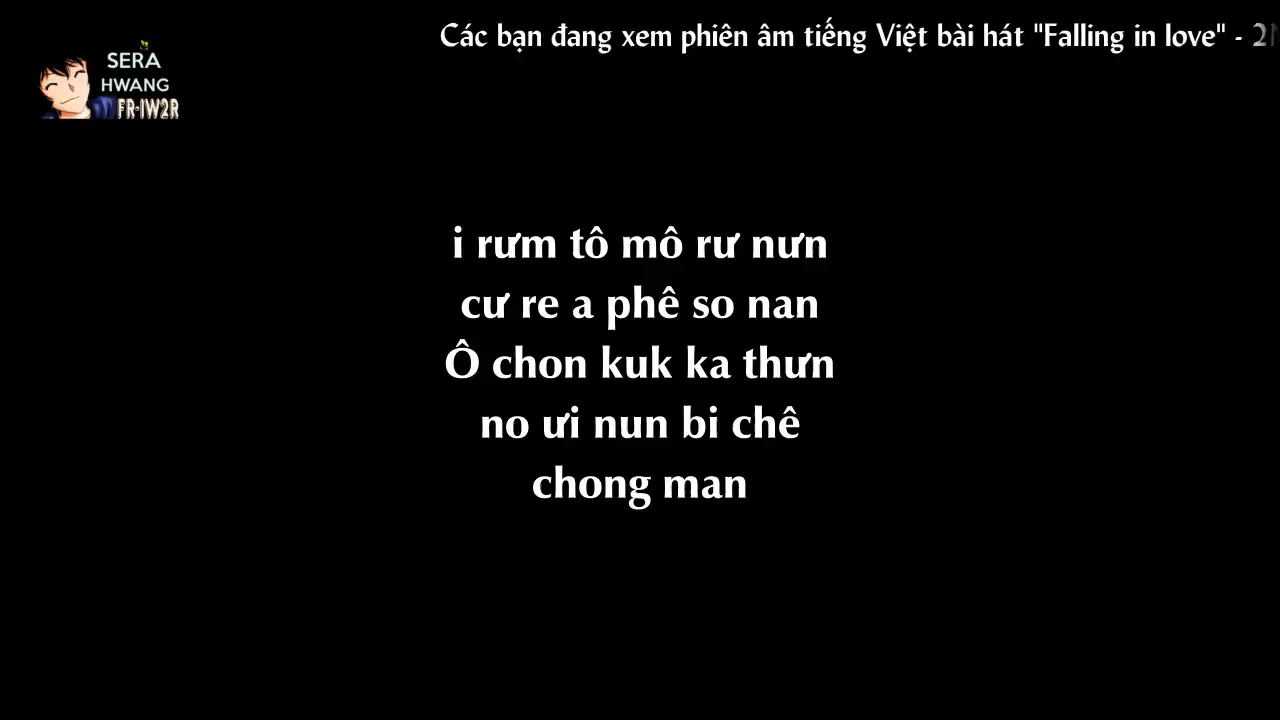 SERA
HWANG
FR-IW2R
Các bạn đang xem phiên âm tiếng Việt bài hát "Falling in love" -
i rưm tô mô rư nưn
cư re a phê so nan
Ô chon kuk ka thưn
no ưi nun bi chê
chong man